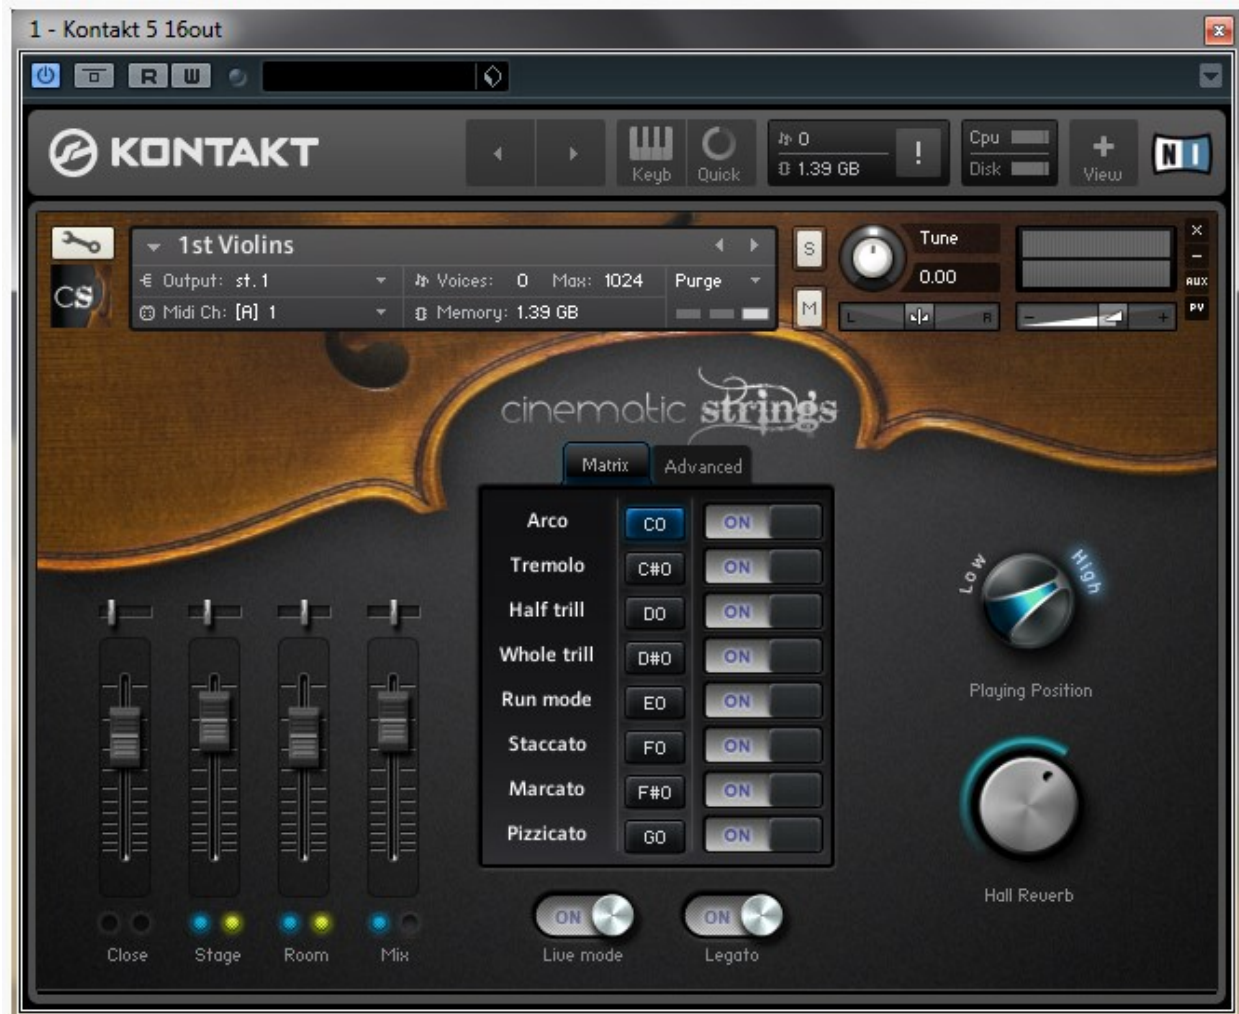 1 - Kontakt 5 16out
R W
KONTAKT
Keyb
Quick
0
1.39 GB
!
Cpu
Disk
View
NI
1st Violins
Output: st.1
Voices: 0 Max: 1024
Purge
Midi Ch: [A] 1
Memory: 1.39 GB
S
M
Tune
0.00
L R
- +
x
-
AUX
PV
CS
cinematic strings
Matrix Advanced
Arco C0 ON
Tremolo C#0 ON
Half trill D0 ON
Whole trill D#0 ON
Run mode E0 ON
Staccato F0 ON
Marcato F#0 ON
Pizzicato G0 ON
Low High
Playing Position
Hall Reverb
ON ON
Close Stage Room Mix
Live mode Legato